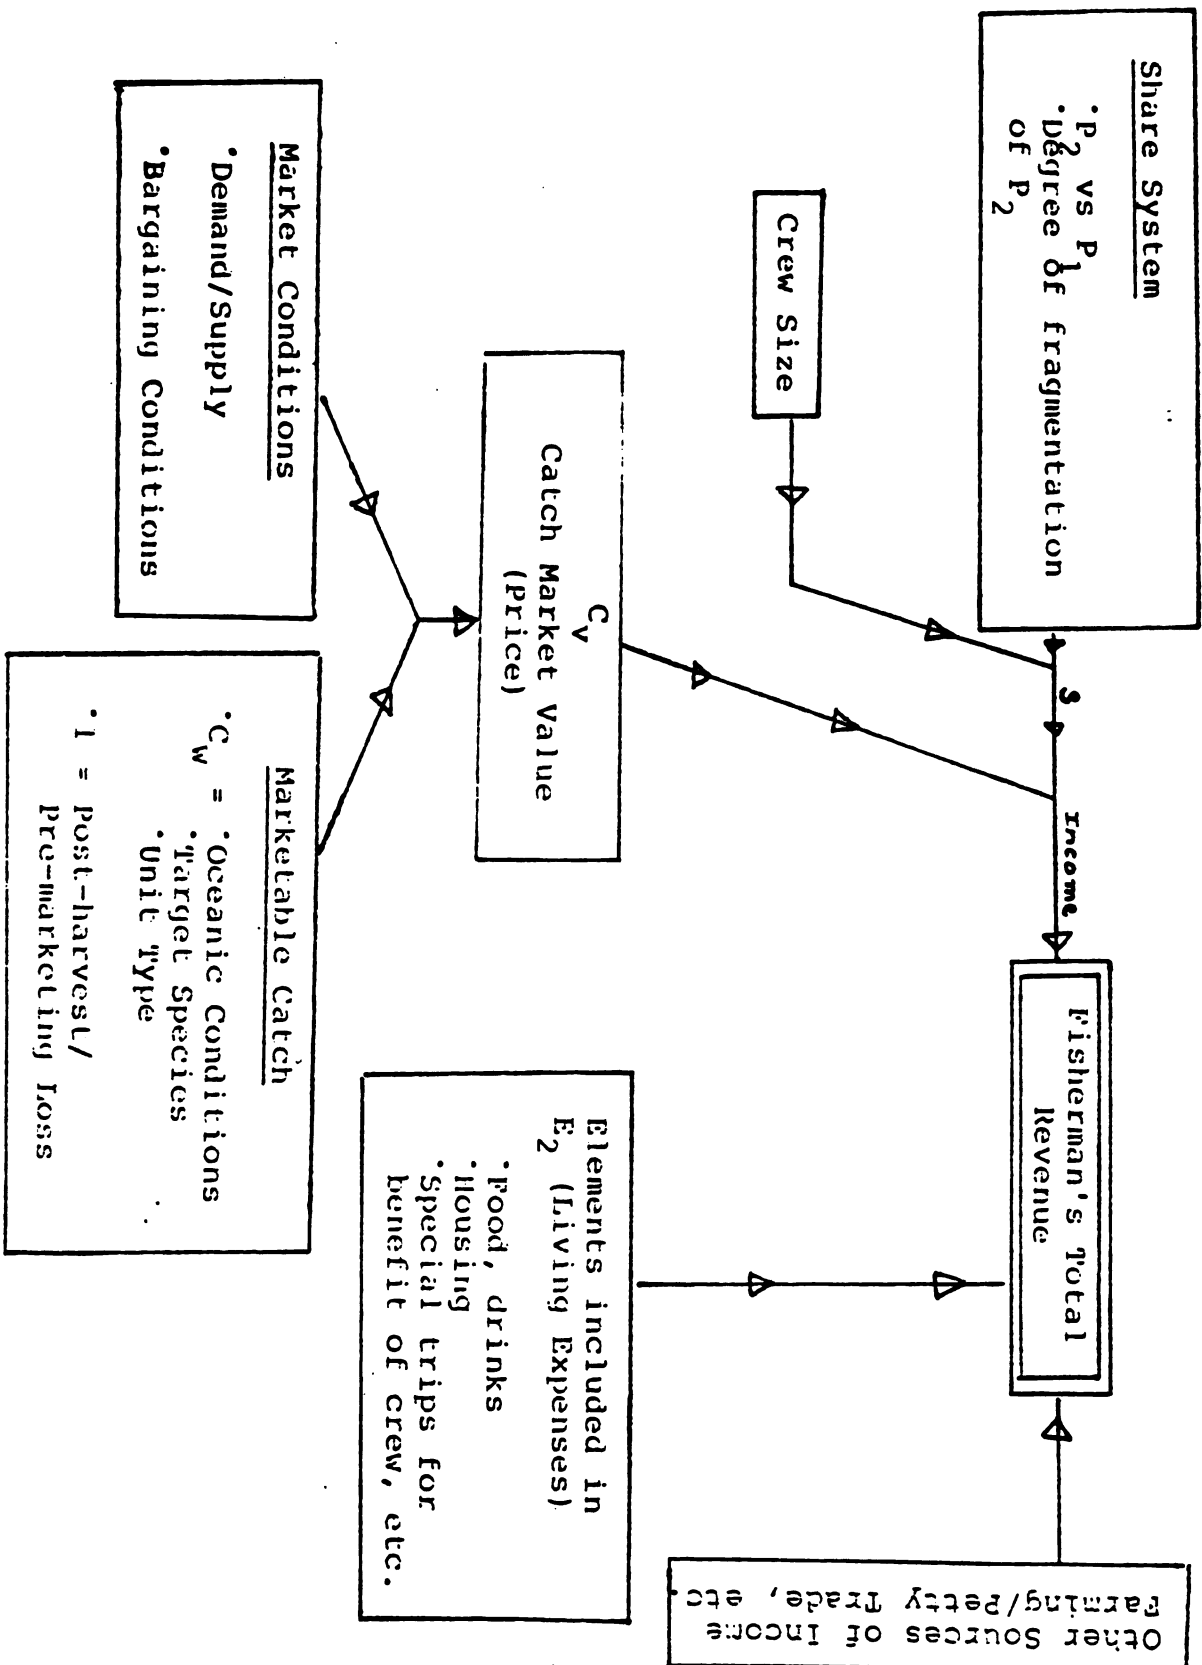 Share System
·P2 vs P1
·Degree of fragmentation
of P2
Crew Size
S
Income
Fisherman's Total
Revenue
Other Sources of Income
Farming/Petty Trade, etc.
Cv
Catch Market Value
(Price)
Elements included in
E2 (Living Expenses)
·Food, drinks
·Housing
·Special trips for
benefit of crew, etc.
Market Conditions
·Demand/Supply
·Bargaining Conditions
Marketable Catch
·Cw = ·Oceanic Conditions
·Target Species
·Unit Type
·l = Post-harvest/
Pre-marketing Loss